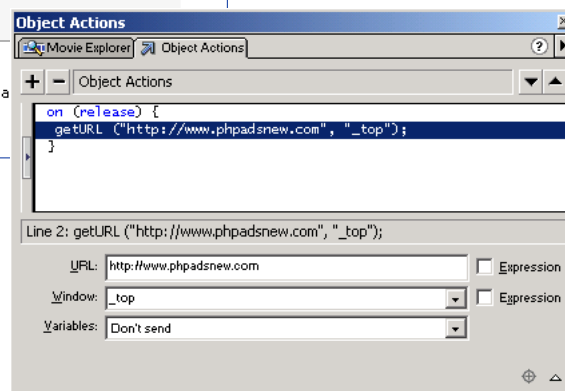 Object Actions
Movie Explorer Object Actions ?
+ - Object Actions
a
on (release) {
getURL ("http://www.phpadsnew.com", "_top");
}
Line 2: getURL ("http://www.phpadsnew.com", "_top");
URL: http://www.phpadsnew.com Expression
Window: _top Expression
Variables: Don't send